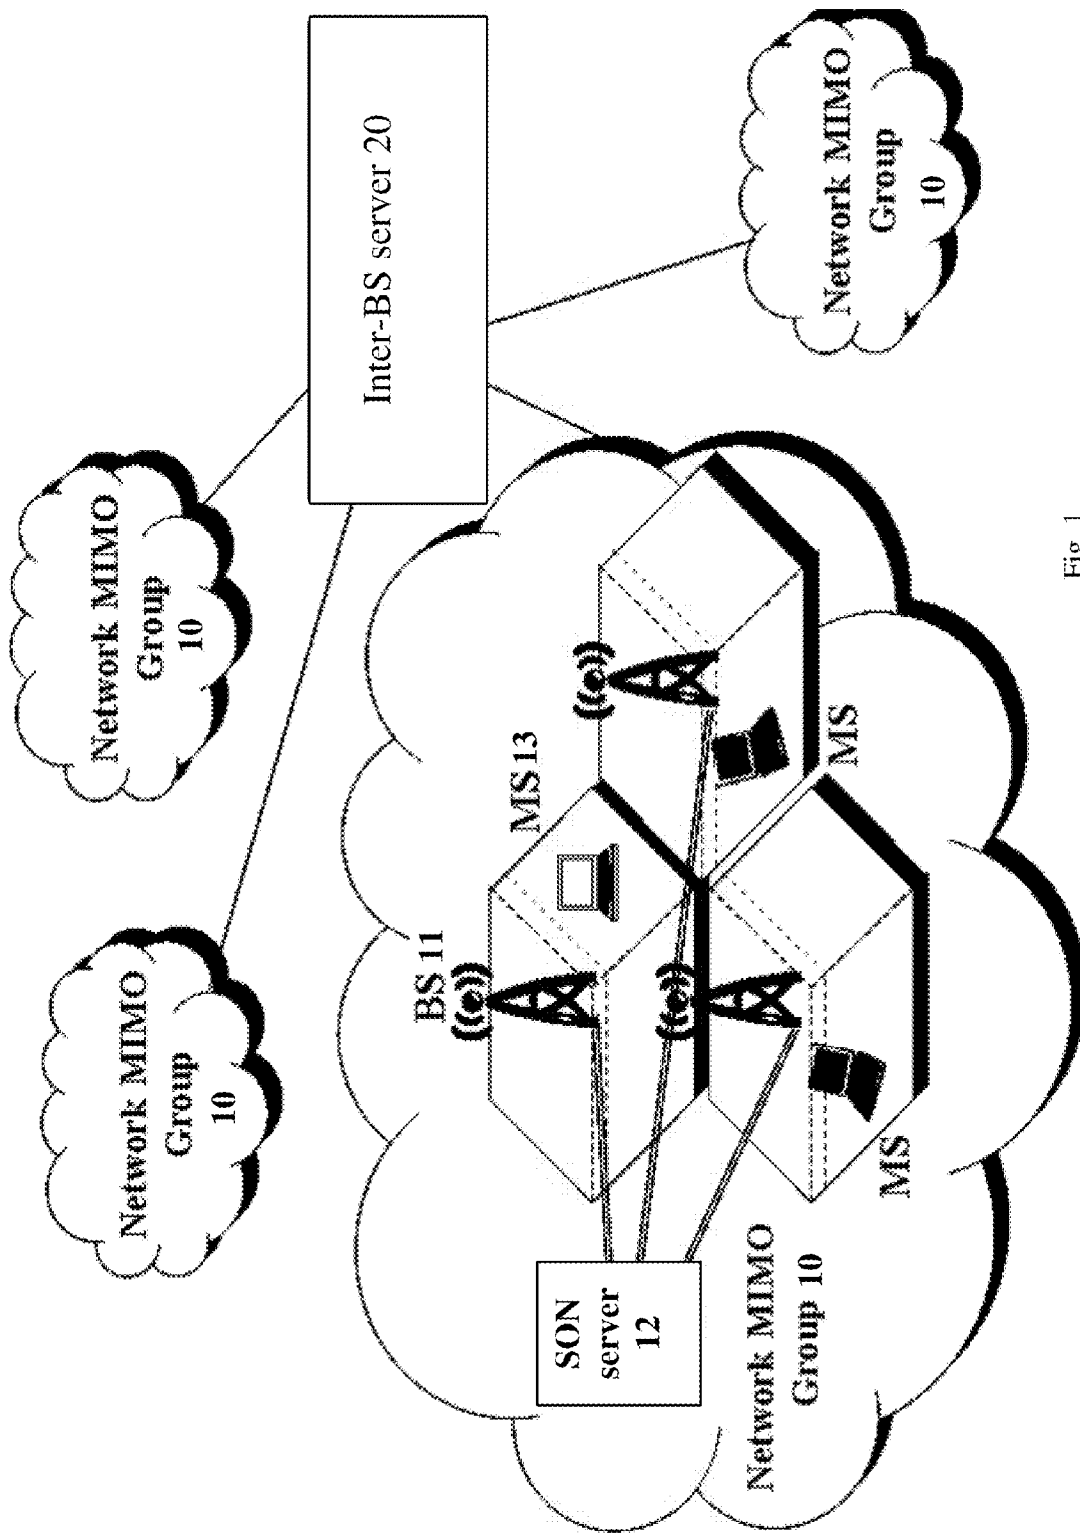 Network MIMO
Group
10
Network MIMO
Group
10
Inter-BS server 20
Network MIMO
Group
10
BS 11
MS 13
MS
MS
SON
server
12
Network MIMO
Group 10
Fig. 1